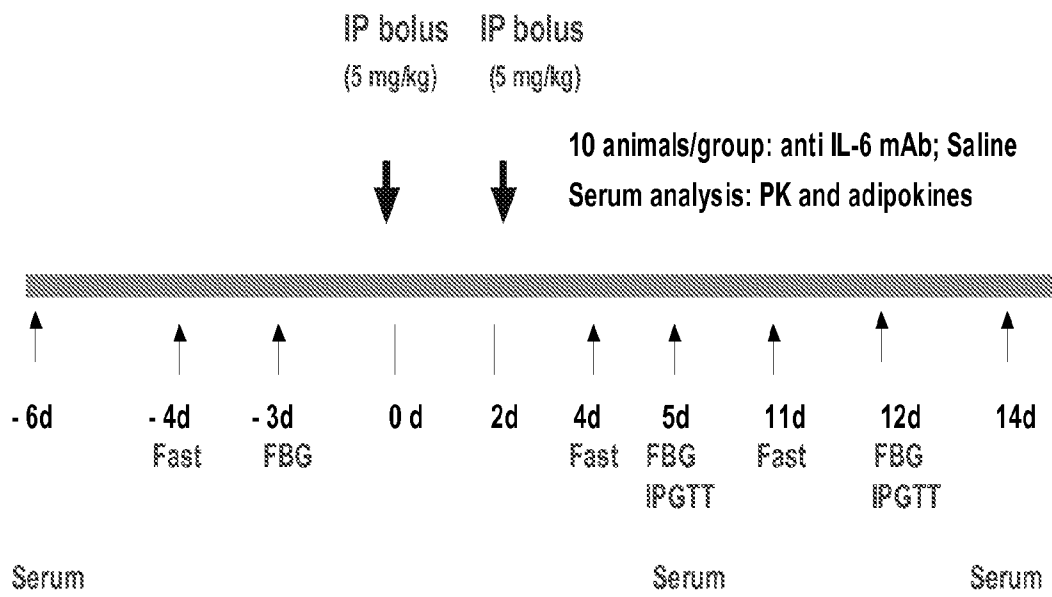 IP bolus IP bolus
(5 mg/kg) (5 mg/kg)
10 animals/group: anti IL-6 mAb; Saline
Serum analysis: PK and adipokines
- 6d - 4d - 3d 0 d 2d 4d 5d 11d 12d 14d
Fast FBG Fast FBG Fast FBG
IPGTT IPGTT
Serum Serum Serum